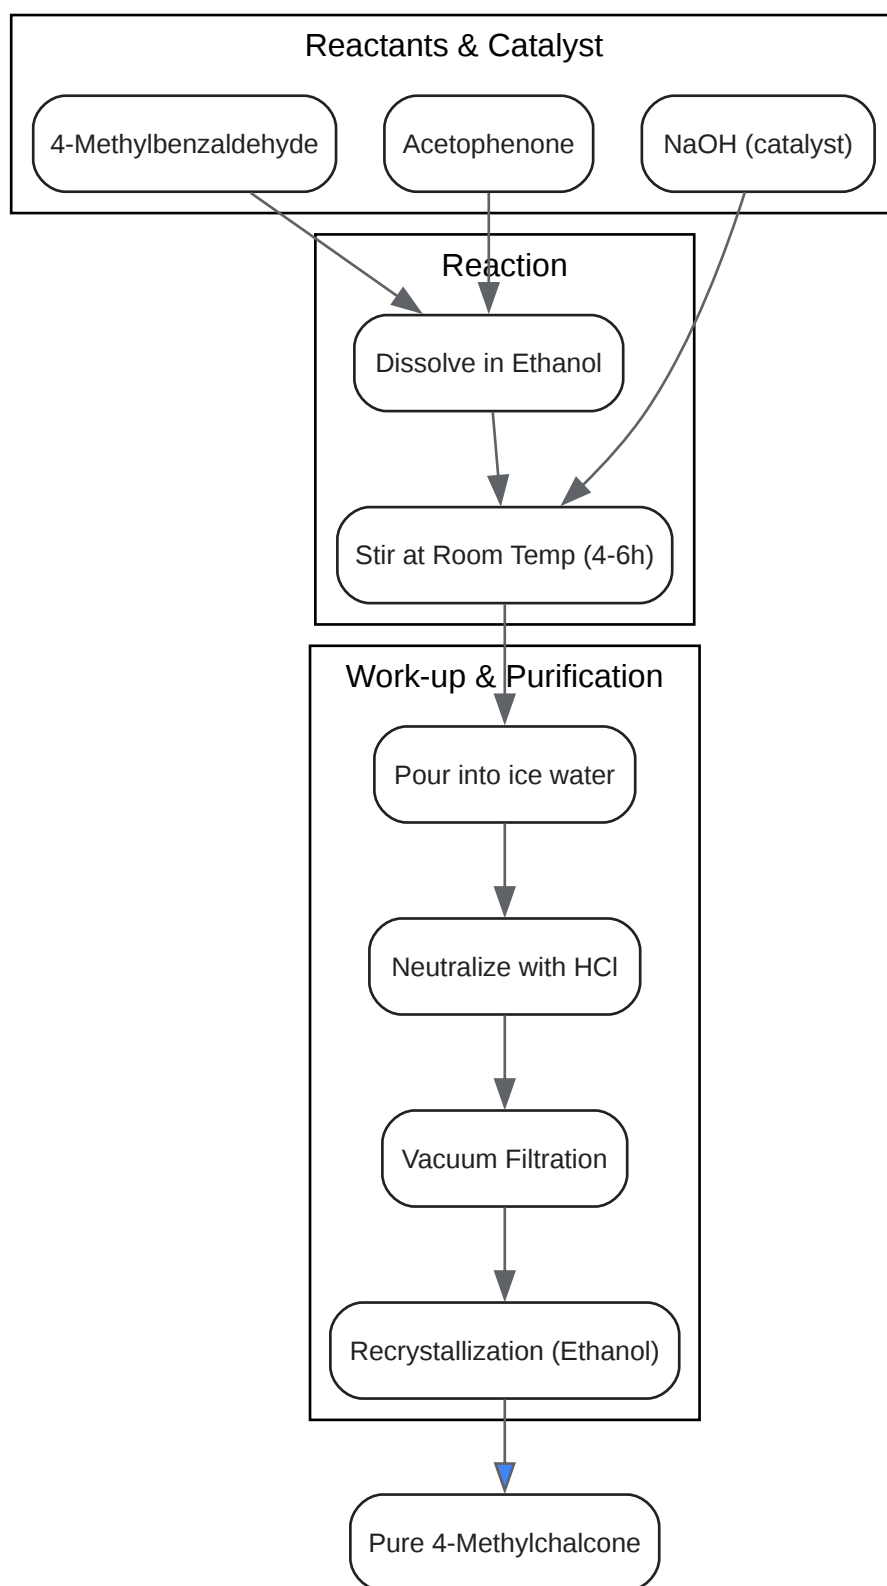 Reactants & Catalyst
4-Methylbenzaldehyde
Acetophenone
NaOH (catalyst)
Reaction
Dissolve in Ethanol
Stir at Room Temp (4-6h)
Work-up & Purification
Pour into ice water
Neutralize with HCl
Vacuum Filtration
Recrystallization (Ethanol)
Pure 4-Methylchalcone